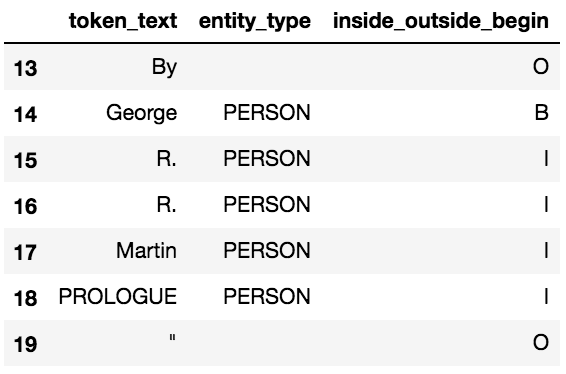 token_text entity_type inside_outside_begin
13 By O
14 George PERSON B
15 R. PERSON I
16 R. PERSON I
17 Martin PERSON I
18 PROLOGUE PERSON I
19 " O